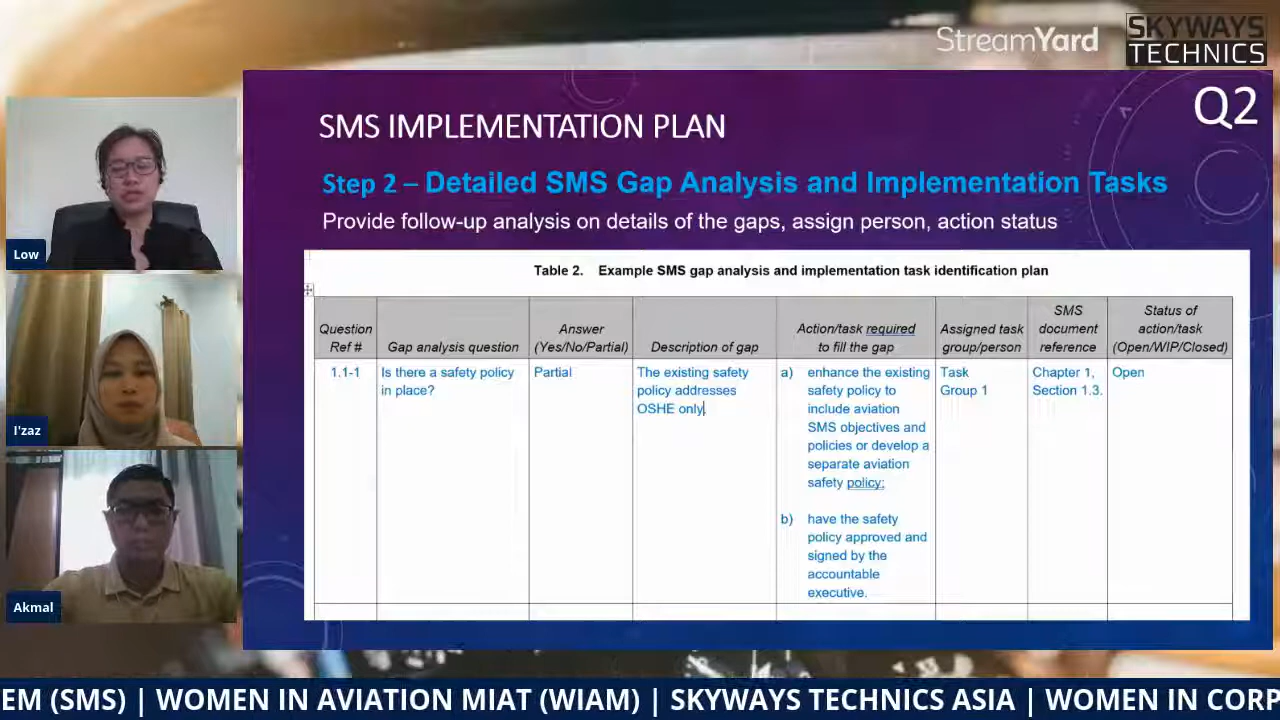 StreamYard
SKYWAYS
TECHNICS
Q2
SMS IMPLEMENTATION PLAN
Step 2 – Detailed SMS Gap Analysis and Implementation Tasks
Provide follow-up analysis on details of the gaps, assign person, action status
Table 2. Example SMS gap analysis and implementation task identification plan
Question
Ref #
Gap analysis question
Answer
(Yes/No/Partial)
Description of gap
Action/task required
to fill the gap
Assigned task
group/person
SMS
document
reference
Status of
action/task
(Open/WIP/Closed)
1.1-1
Is there a safety policy
in place?
Partial
The existing safety
policy addresses
OSHE only.
a) enhance the existing
safety policy to
include aviation
SMS objectives and
policies or develop a
separate aviation
safety policy;
b) have the safety
policy approved and
signed by the
accountable
executive.
Task
Group 1
Chapter 1,
Section 1.3.
Open
Low
I'zaz
Akmal
EM (SMS) | WOMEN IN AVIATION MIAT (WIAM) | SKYWAYS TECHNICS ASIA | WOMEN IN CORP